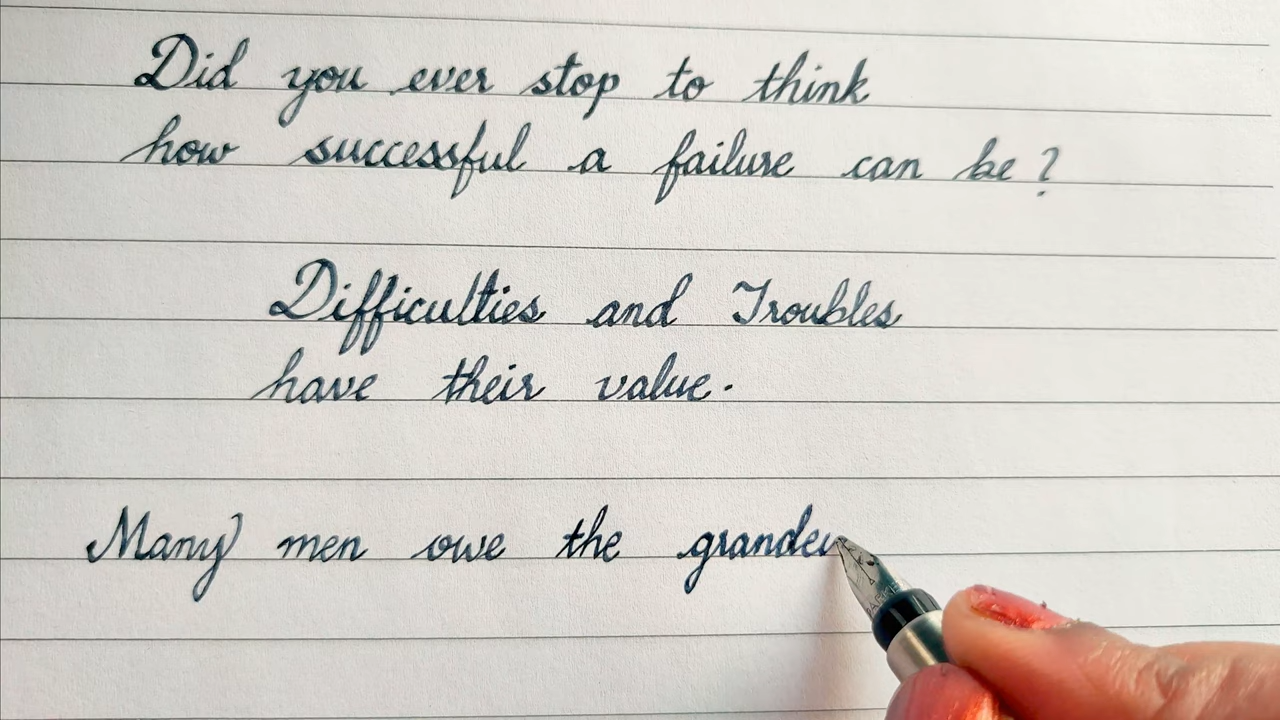 Did you ever stop to think
how successful a failure can be?
Difficulties and Troubles
have their value.
Many men owe the grandeu